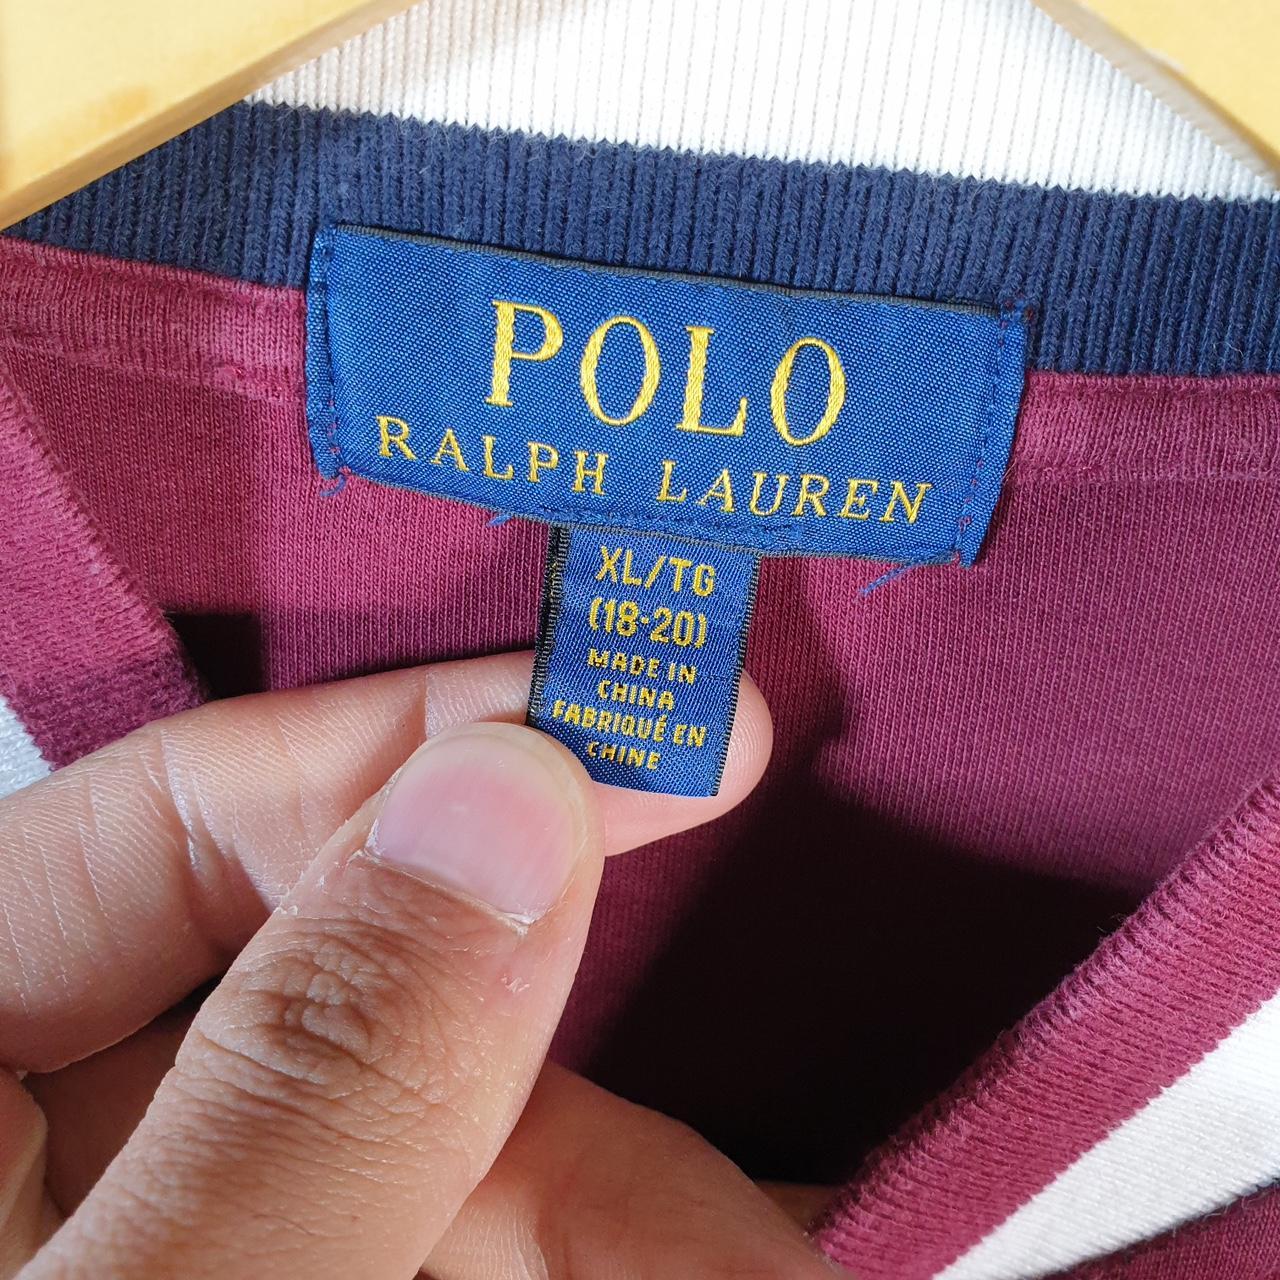 POLO
RALPH LAUREN
XL/TG
(18-20)
MADE IN
CHINA
FABRIQUÉ EN
CHINE